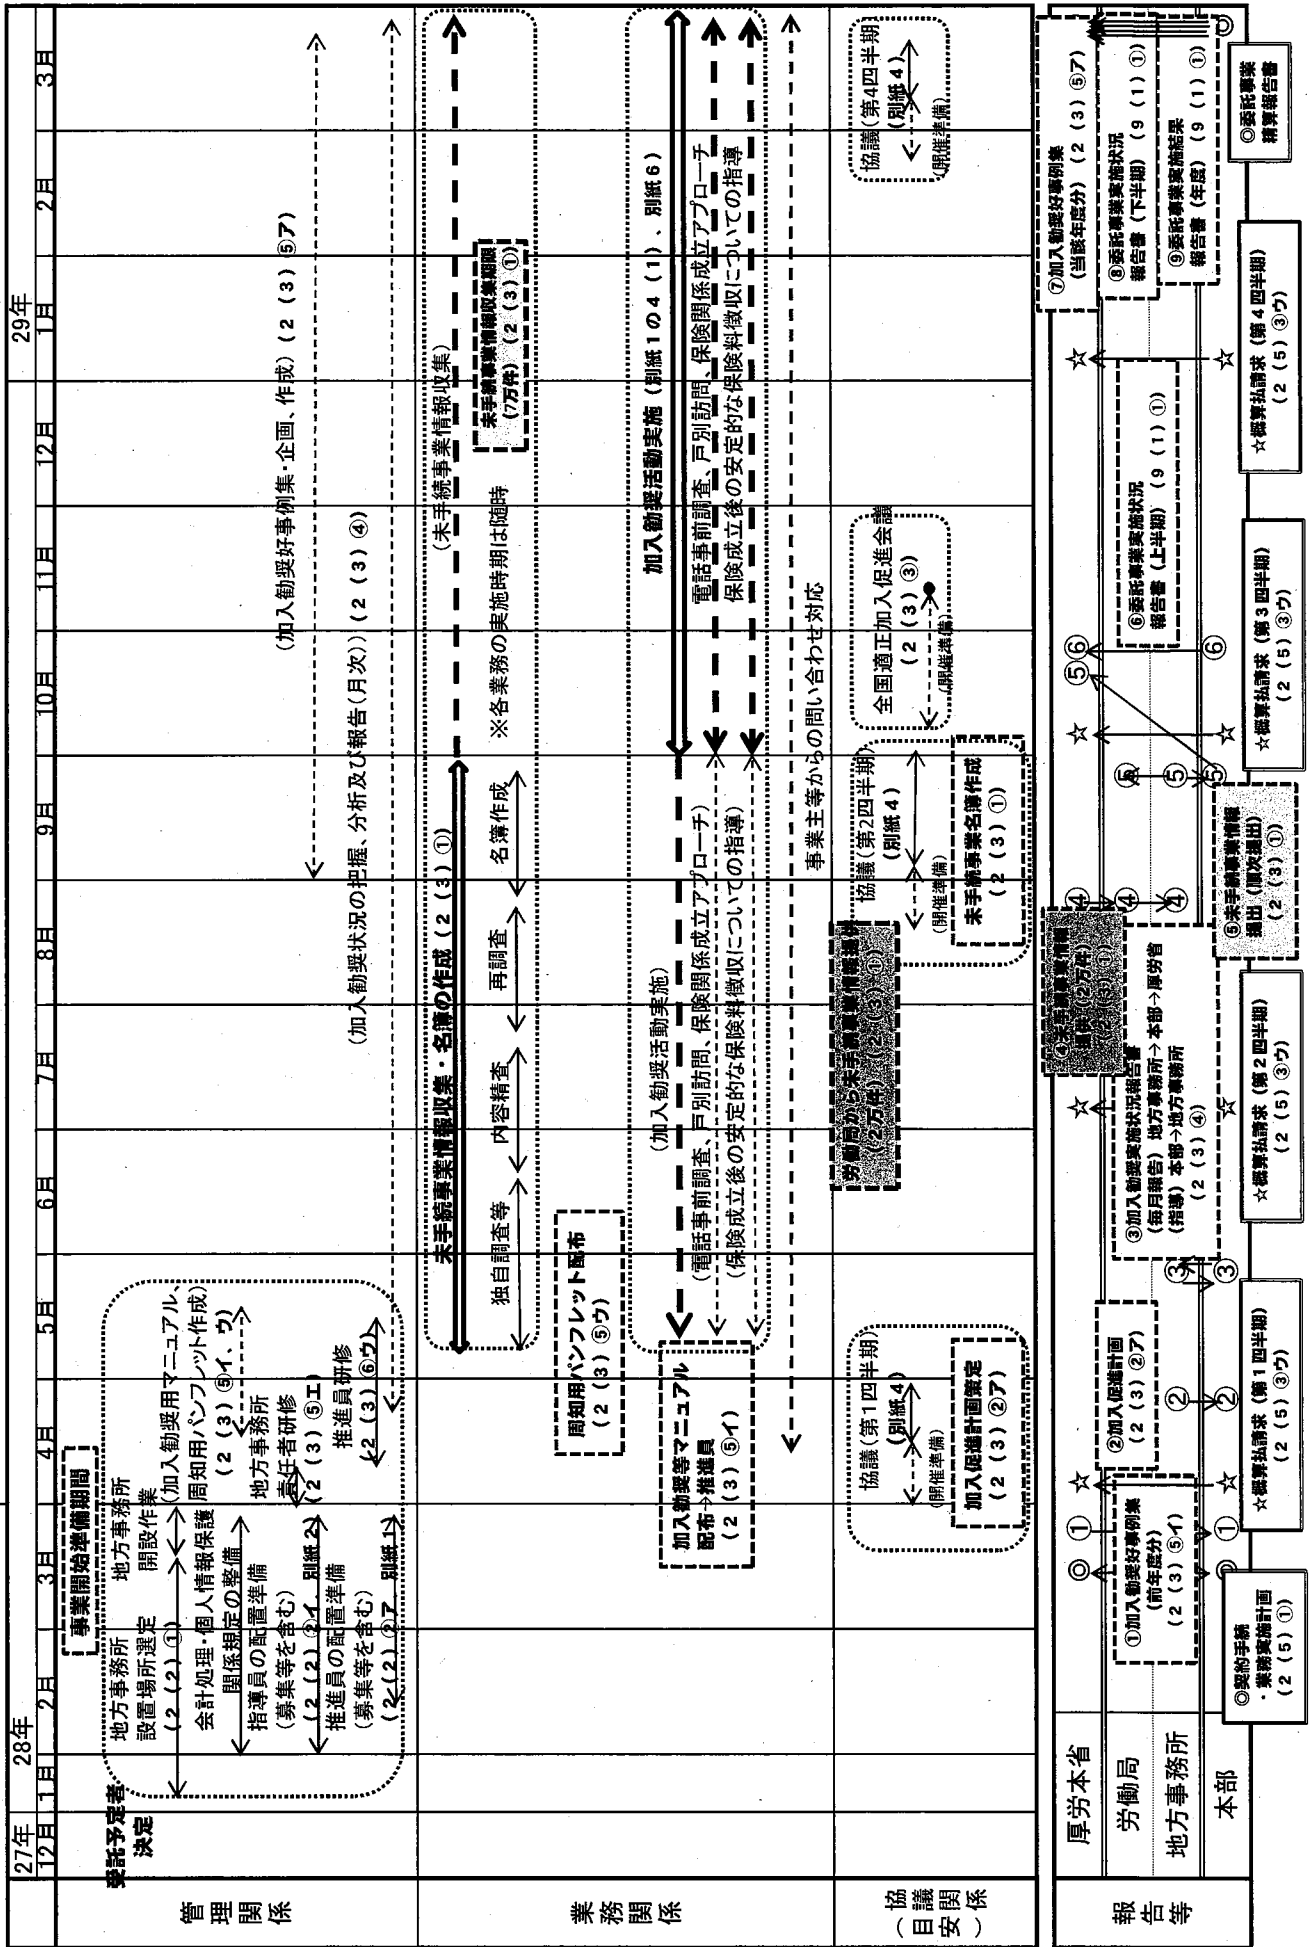 27年
28年
29年
12月
1月
2月
3月
4月
5月
6月
7月
8月
9月
10月
11月
12月
1月
2月
3月
管理関係
受託予定者
決定
事業開始準備期間
地方事務所
設置場所選定
(2(2)①)
地方事務所
開設作業
会計処理・個人情報保護
関係規定の整備
指導員の配置準備
(募集等を含む)
(2(2)②イ、別紙2)
推進員の配置準備
(募集等を含む)
(2(2)②ア、別紙1)
(加入勧奨用マニュアル、
周知用パンフレット作成)
(2(3)⑤イ、ウ)
地方事務所
責任者研修
(2(3)⑤エ)
推進員研修
(2(3)⑥ウ)
(加入勧奨好事例集・企画、作成)(2(3)⑤ア)
(加入勧奨状況の把握、分析及び報告(月次))(2(3)④)
業務関係
未手続事業情報収集・名簿の作成(2(3)①)
(未手続事業情報収集)
独自調査等
内容精査
再調査
名簿作成
※各業務の実施時期は随時
未手続事業情報収集期限
(7万件)(2(3)①)
周知用パンフレット配布
(2(3)⑤ウ)
加入勧奨等マニュアル
配布→推進員
(2(3)⑤イ)
(加入勧奨活動実施)
(電話事前調査、戸別訪問、保険関係成立アプローチ)
(保険成立後の安定的な保険料徴収についての指導)
加入勧奨活動実施(別紙1の4(1)、別紙6)
電話事前調査、戸別訪問、保険関係成立アプローチ
保険成立後の安定的な保険料徴収についての指導
事業主等からの問い合わせ対応
協議会関係
(目安)
協議(第1四半期)
(別紙4)
(開催準備)
加入促進計画策定
(2(3)②ア)
労働局から未手続事業情報提供
(2万件)(2(3)①)
協議(第2四半期)
(別紙4)
(開催準備)
未手続事業名簿作成
(2(3)①)
全国適正加入促進会議
(2(3)③)
(開催準備)
協議(第4四半期)
(別紙4)
(開催準備)
報告等
厚労本省
労働局
地方事務所
本部
◎ ① ☆ ☆ ④ ☆ ⑤ ⑥ ☆
④ ⑤
② ③ ④ ⑤
◎ ① ☆ ② ③ ☆ ⑤ ☆ ⑥ ☆ ◎
①加入勧奨好事例集
(前年度分)
(2(3)⑤イ)
②加入促進計画
(2(3)②ア)
③加入勧奨実施状況報告書
(毎月報告)地方事務所→本部→厚労省
(指導)本部→地方事務所
(2(3)④)
④未手続事業情報
提供(2万件)
(2(3)①)
⑤未手続事業情報
提出(順次提出)
(2(3)①)
⑥委託事業実施状況
報告書(上半期)(9(1)①)
⑦加入勧奨好事例集
(当該年度分)(2(3)⑤ア)
⑧委託事業実施状況
報告書(下半期)(9(1)①)
⑨委託事業実施結果
報告書(年度)(9(1)①)
◎契約手続
・業務実施計画
(2(5)①)
☆概算払請求(第1四半期)
(2(5)③ウ)
☆概算払請求(第2四半期)
(2(5)③ウ)
☆概算払請求(第3四半期)
(2(5)③ウ)
☆概算払請求(第4四半期)
(2(5)③ウ)
◎委託事業
精算報告書